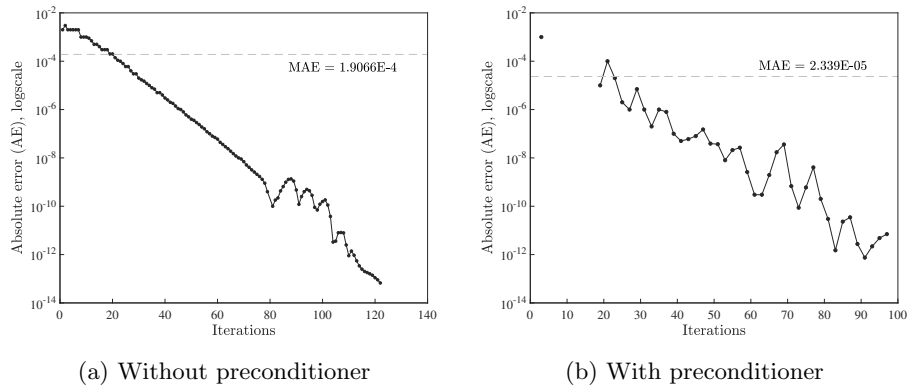 10^-2
10^-4
10^-6
10^-8
10^-10
10^-12
10^-14
Absolute error (AE), logscale
MAE = 1.9066E-4
0 20 40 60 80 100 120 140
Iterations
(a) Without preconditioner
10^-2
10^-4
10^-6
10^-8
10^-10
10^-12
10^-14
Absolute error (AE), logscale
MAE = 2.339E-05
0 10 20 30 40 50 60 70 80 90 100
Iterations
(b) With preconditioner